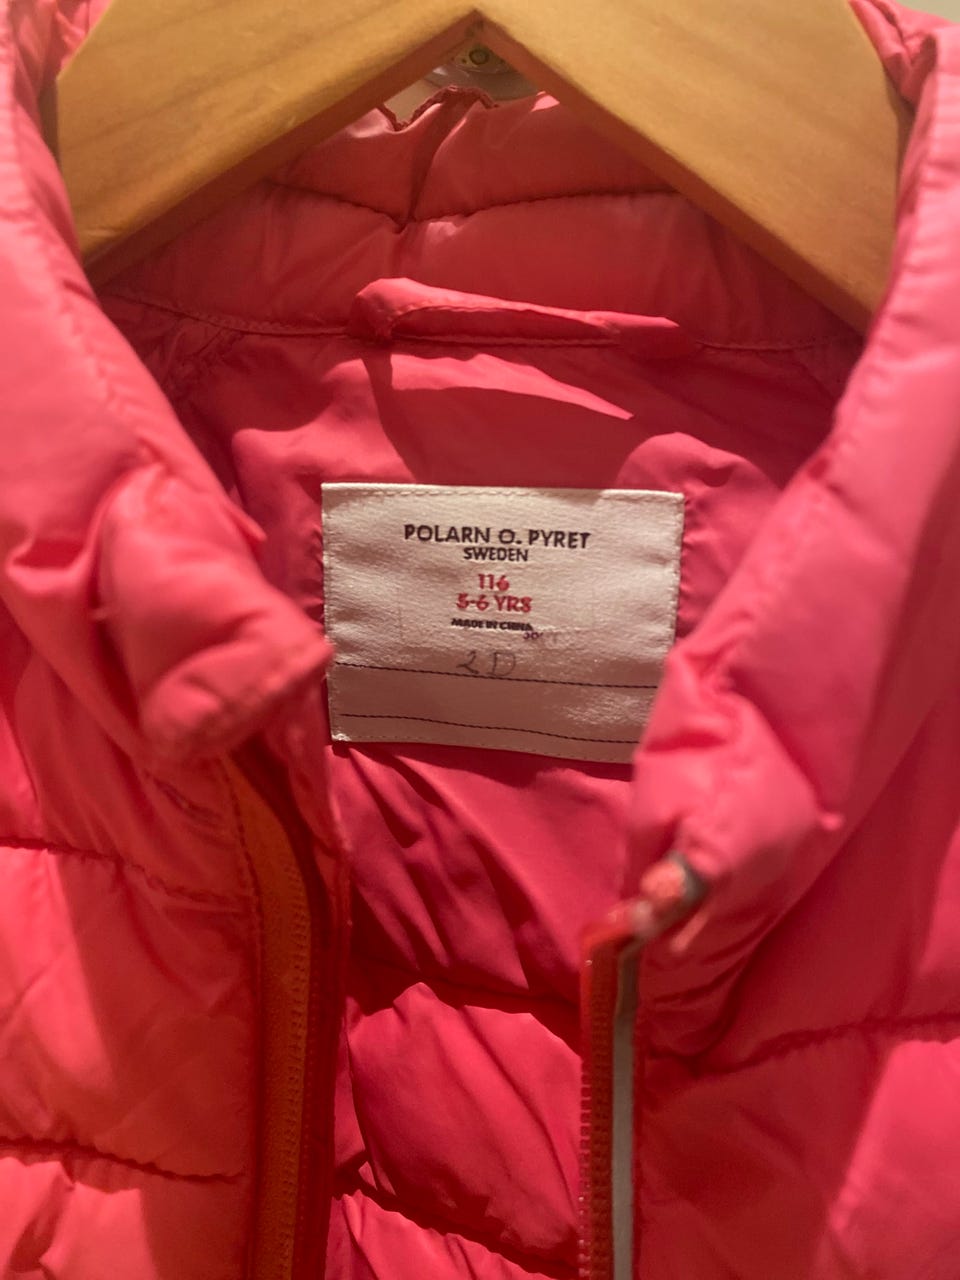 POLARN O. PYRET
SWEDEN
116
5-6 YRS
MADE IN CHINA
2D